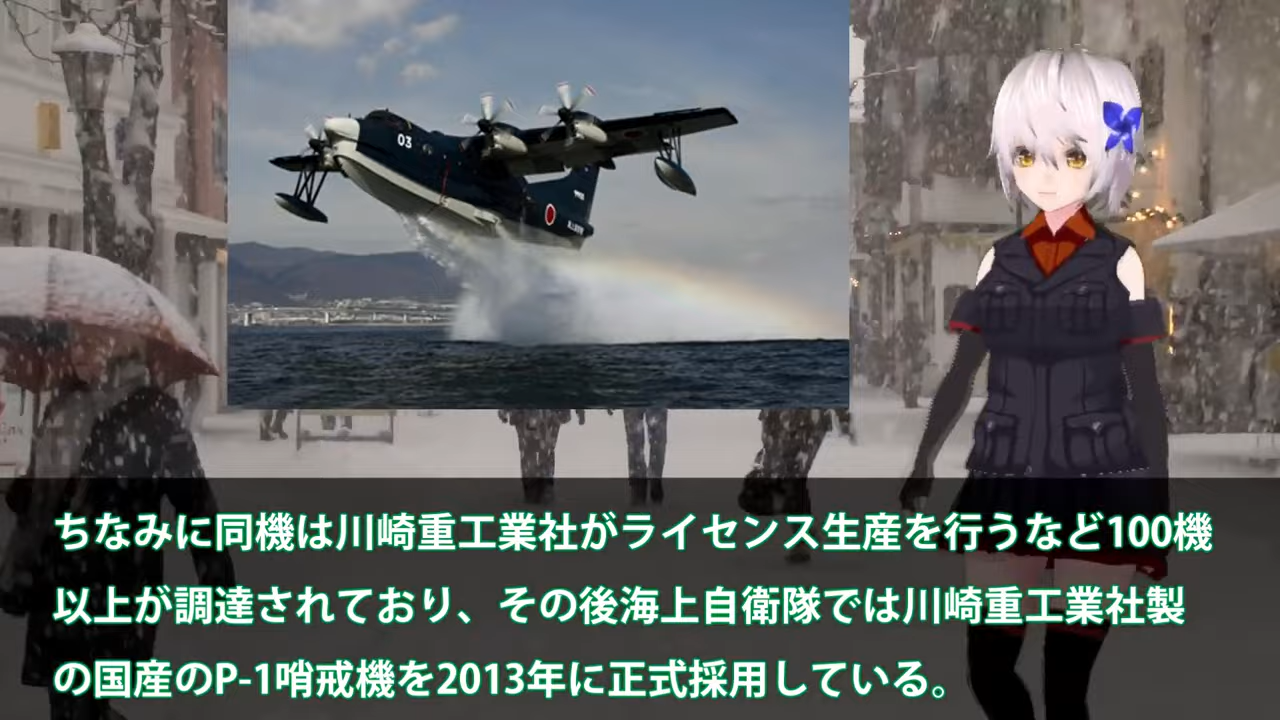 03
ちなみに同機は川崎重工業社がライセンス生産を行うなど100機
以上が調達されており、その後海上自衛隊では川崎重工業社製
の国産のP-1哨戒機を2013年に正式採用している。